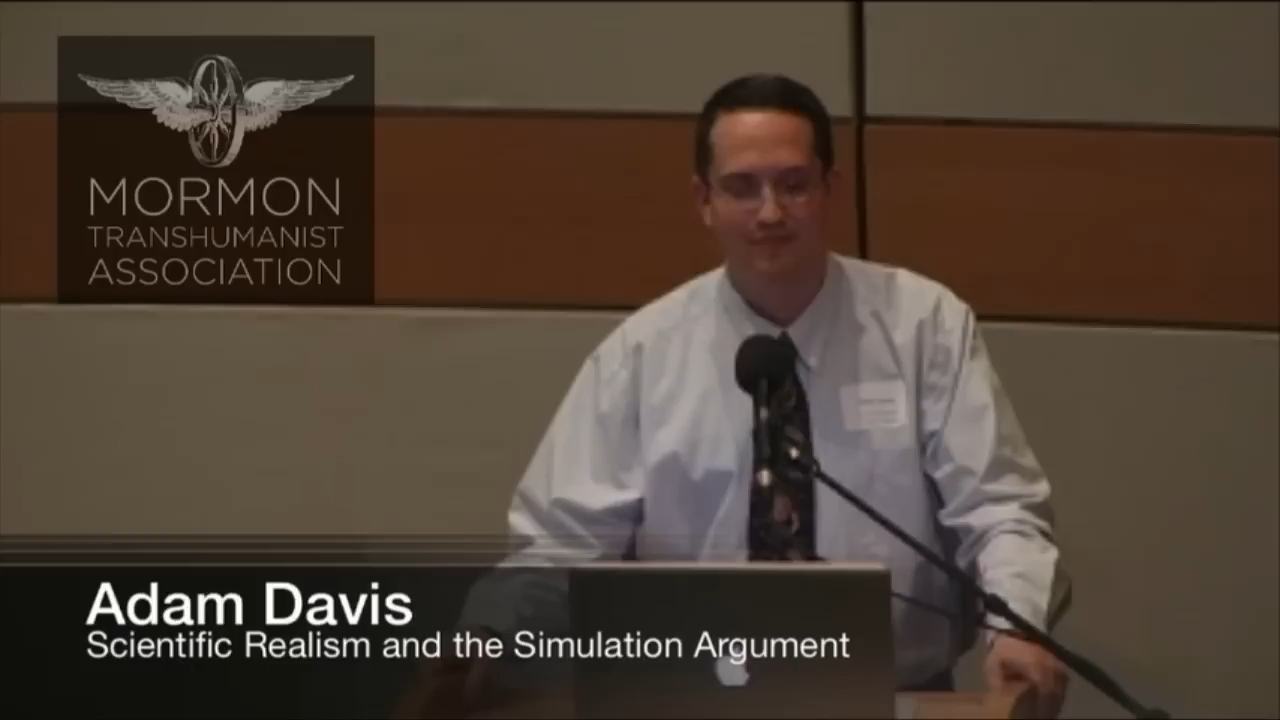 MORMON
TRANSHUMANIST
ASSOCIATION
Adam Davis
Scientific Realism and the Simulation Argument